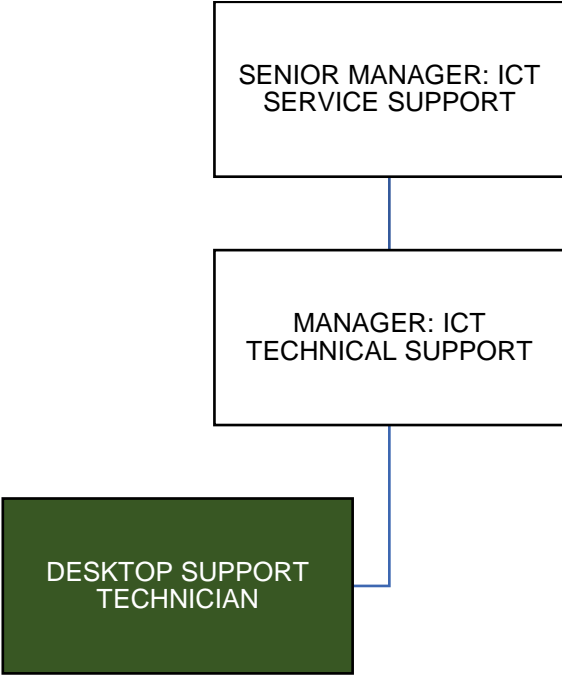 SENIOR MANAGER: ICT
SERVICE SUPPORT
MANAGER: ICT
TECHNICAL SUPPORT
DESKTOP SUPPORT
TECHNICIAN